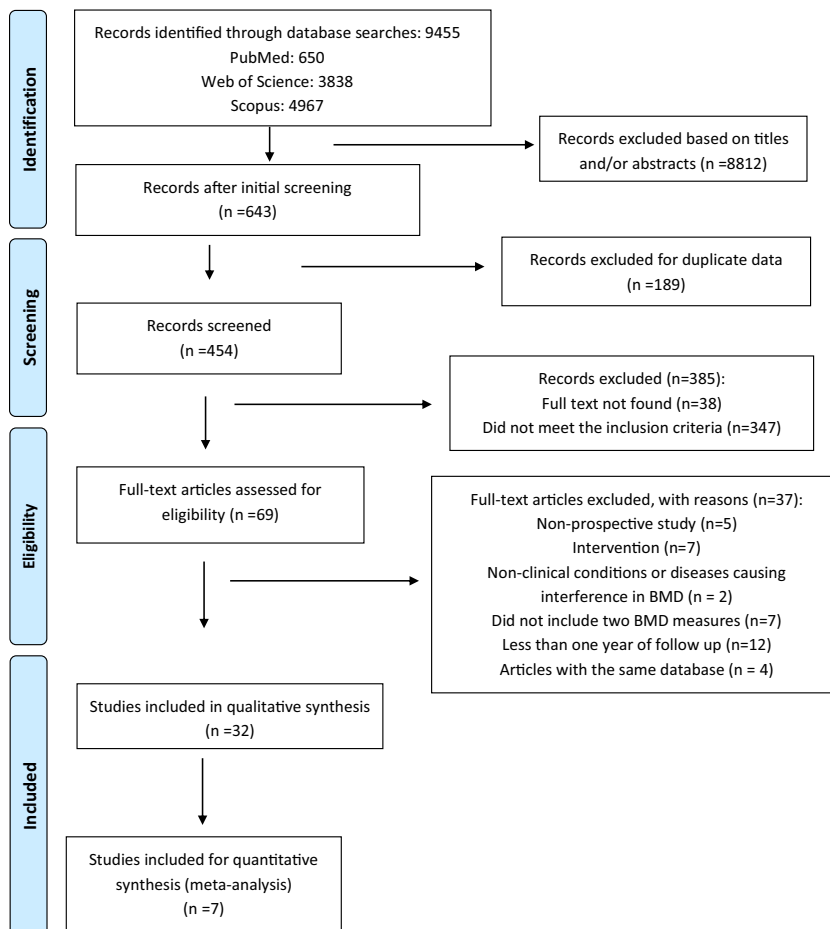 Identification
Records identified through database searches: 9455
PubMed: 650
Web of Science: 3838
Scopus: 4967
Records excluded based on titles
and/or abstracts (n =8812)
Records after initial screening
(n =643)
Screening
Records excluded for duplicate data
(n =189)
Records screened
(n =454)
Records excluded (n=385):
Full text not found (n=38)
Did not meet the inclusion criteria (n=347)
Eligibility
Full-text articles assessed for
eligibility (n =69)
Full-text articles excluded, with reasons (n=37):
Non-prospective study (n=5)
Intervention (n=7)
Non-clinical conditions or diseases causing
interference in BMD (n = 2)
Did not include two BMD measures (n=7)
Less than one year of follow up (n=12)
Articles with the same database (n = 4)
Included
Studies included in qualitative synthesis
(n =32)
Studies included for quantitative
synthesis (meta-analysis)
(n =7)